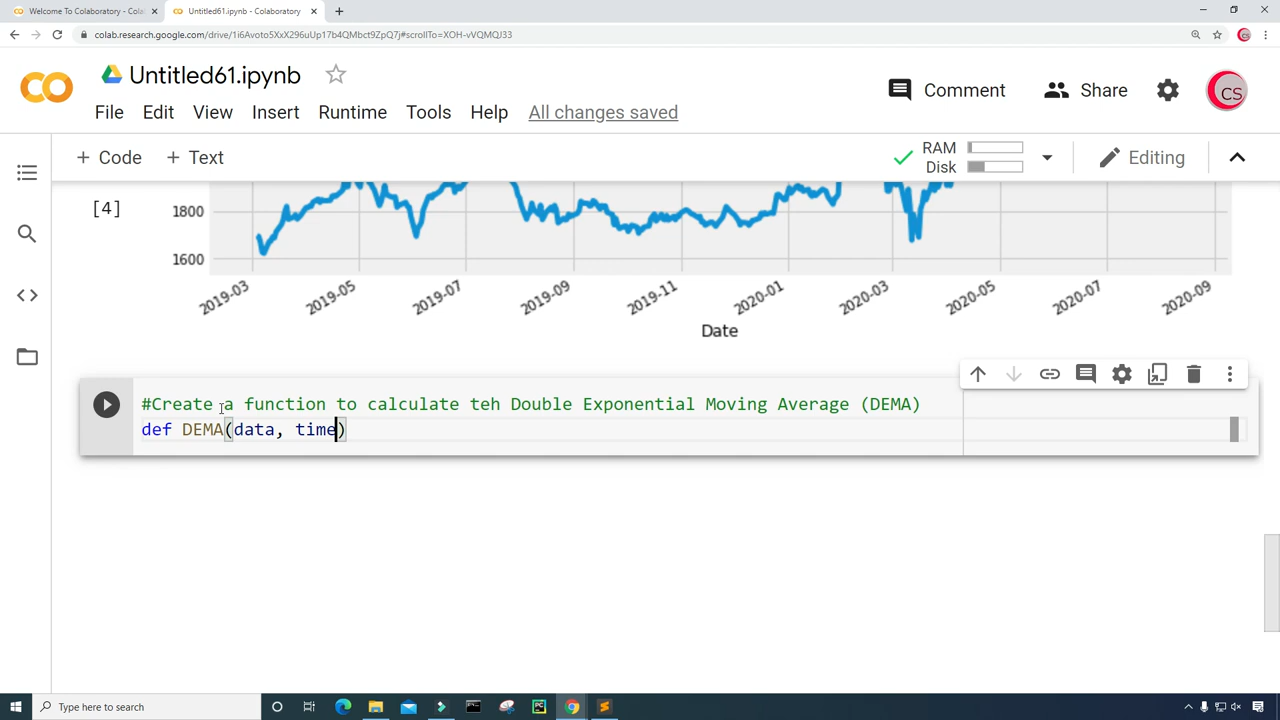 Welcome To Colaboratory - Cola
Untitled61.ipynb - Colaboratory
colab.research.google.com/drive/1i6Avoto5XxX296uUp17b4QMbct9ZpQ7j#scrollTo=XOH-vVQMQJ33
CO
Untitled61.ipynb
File Edit View Insert Runtime Tools Help All changes saved
Comment Share CS
+ Code + Text
RAM
Disk
Editing
[4]
1800
1600
2019-03 2019-05 2019-07 2019-09 2019-11 2020-01 2020-03 2020-05 2020-07 2020-09
Date
#Create a function to calculate teh Double Exponential Moving Average (DEMA)
def DEMA(data, time)
Type here to search